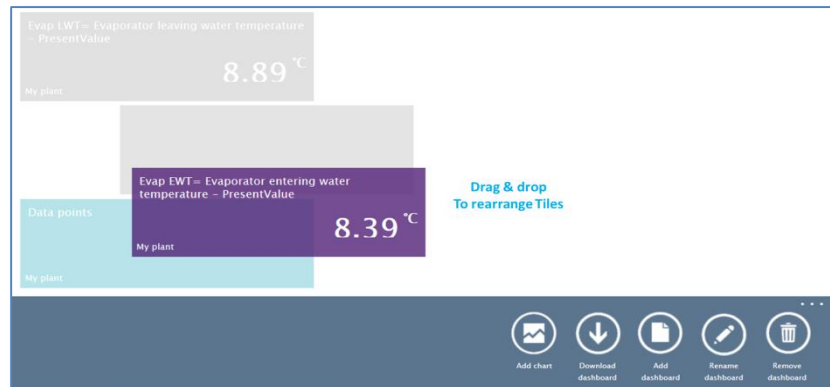 Evap LWT= Evaporator leaving water temperature
– PresentValue
8.89 °C
My plant
Evap EWT= Evaporator entering water
temperature – PresentValue
8.39 °C
My plant
Drag & drop
To rearrange Tiles
Data points
My plant
Add chart
Download
dashboard
Add
dashboard
Rename
dashboard
Remove
dashboard